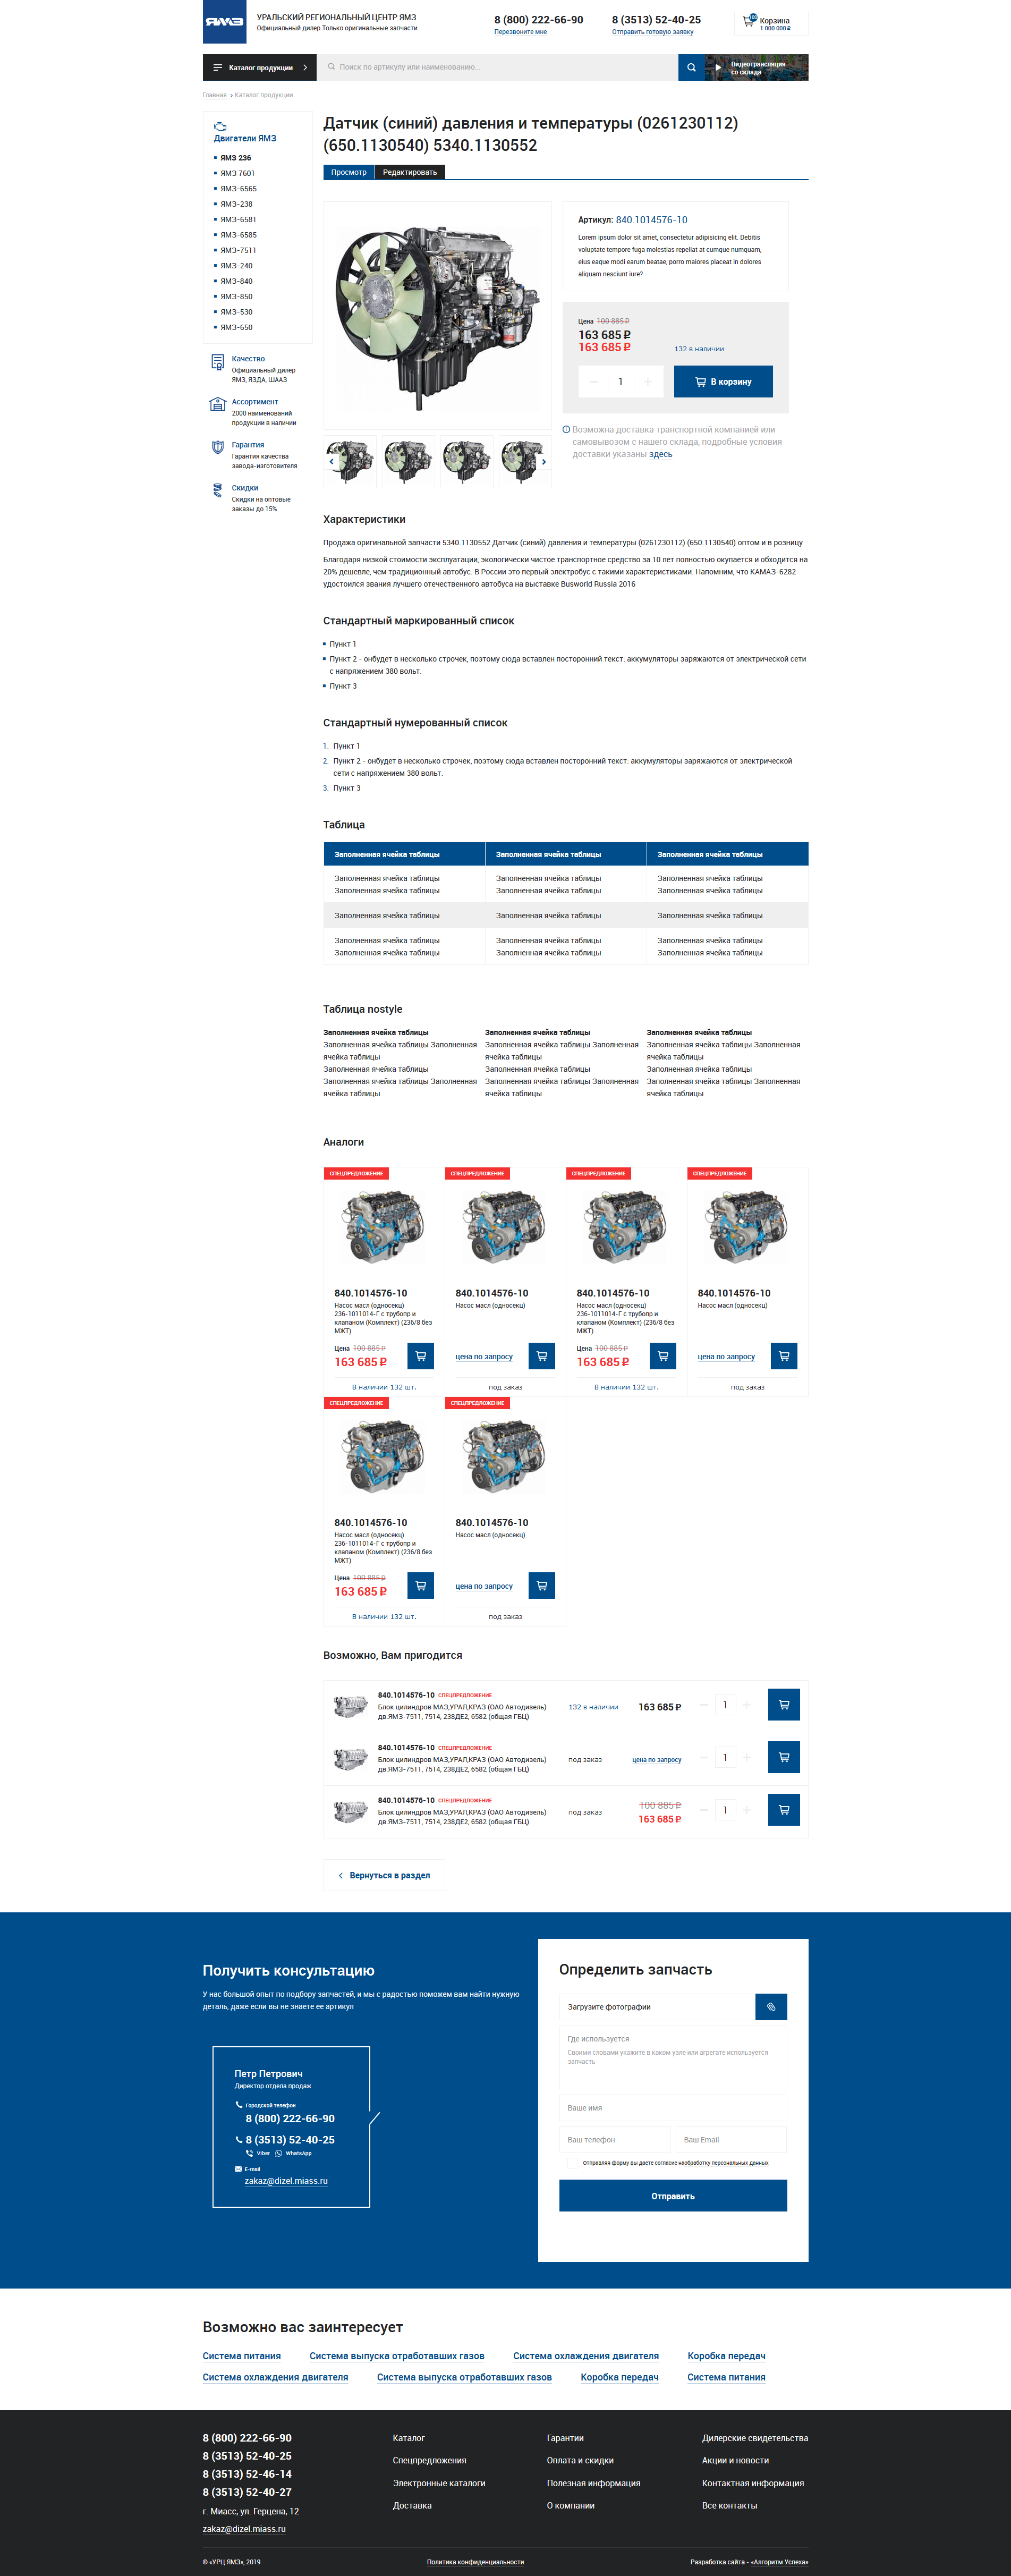 ЯМЗ
УРАЛЬСКИЙ РЕГИОНАЛЬНЫЙ ЦЕНТР ЯМЗ
Официальный дилер.Только оригинальные запчасти
8 (800) 222-66-90
Перезвоните мне
8 (3513) 52-40-25
Отправить готовую заявку
Корзина
1 000 000 ₽
Каталог продукции
Поиск по артикулу или наименованию...
Видеотрансляция
со склада
Главная
Каталог продукции
Двигатели ЯМЗ
ЯМЗ 236
ЯМЗ 7601
ЯМЗ-6565
ЯМЗ-238
ЯМЗ-6581
ЯМЗ-6585
ЯМЗ-7511
ЯМЗ-240
ЯМЗ-840
ЯМЗ-850
ЯМЗ-530
ЯМЗ-650
Качество
Официальный дилер
ЯМЗ, ЯЗДА, ШААЗ
Ассортимент
2000 наименований
продукции в наличии
Гарантия
Гарантия качества
завода-изготовителя
Скидки
Скидки на оптовые
заказы до 15%
Датчик (синий) давления и температуры (0261230112)
(650.1130540) 5340.1130552
Просмотр
Редактировать
Артикул: 840.1014576-10
Lorem ipsum dolor sit amet, consectetur adipisicing elit. Debitis
voluptate tempore fuga molestias repellat at cumque numquam,
eius eaque modi earum beatae, porro maiores placeat in dolores
aliquam nesciunt iure?
Цена 100 885 ₽
163 685 ₽
163 685 ₽
132 в наличии
1
В корзину
Возможна доставка транспортной компанией или
самовывозом с нашего склада, подробные условия
доставки указаны здесь
Характеристики
Продажа оригинальной запчасти 5340.1130552 Датчик (синий) давления и температуры (0261230112) (650.1130540) оптом и в розницу
Благодаря низкой стоимости эксплуатации, экологически чистое транспортное средство за 10 лет полностью окупается и обходится на
20% дешевле, чем традиционный автобус. В России это первый электробус с такими характеристиками. Напомним, что КАМАЗ-6282
удостоился звания лучшего отечественного автобуса на выставке Busworld Russia 2016
Стандартный маркированный список
Пункт 1
Пункт 2 - онбудет в несколько строчек, поэтому сюда вставлен посторонний текст: аккумуляторы заряжаются от электрической сети
с напряжением 380 вольт.
Пункт 3
Стандартный нумерованный список
1. Пункт 1
2. Пункт 2 - онбудет в несколько строчек, поэтому сюда вставлен посторонний текст: аккумуляторы заряжаются от электрической
сети с напряжением 380 вольт.
3. Пункт 3
Таблица
Заполненная ячейка таблицы Заполненная ячейка таблицы Заполненная ячейка таблицы
Заполненная ячейка таблицы Заполненная ячейка таблицы Заполненная ячейка таблицы
Заполненная ячейка таблицы Заполненная ячейка таблицы Заполненная ячейка таблицы
Заполненная ячейка таблицы Заполненная ячейка таблицы Заполненная ячейка таблицы
Заполненная ячейка таблицы Заполненная ячейка таблицы Заполненная ячейка таблицы
Заполненная ячейка таблицы Заполненная ячейка таблицы Заполненная ячейка таблицы
Таблица nostyle
Заполненная ячейка таблицы Заполненная ячейка таблицы Заполненная ячейка таблицы
Заполненная ячейка таблицы Заполненная Заполненная ячейка таблицы Заполненная Заполненная ячейка таблицы Заполненная
ячейка таблицы ячейка таблицы ячейка таблицы
Заполненная ячейка таблицы Заполненная ячейка таблицы Заполненная ячейка таблицы
Заполненная ячейка таблицы Заполненная Заполненная ячейка таблицы Заполненная Заполненная ячейка таблицы Заполненная
ячейка таблицы ячейка таблицы ячейка таблицы
Аналоги
СПЕЦПРЕДЛОЖЕНИЕ
840.1014576-10
Насос масл (односекц)
236-1011014-Г с трубопр и
клапаном (Комплект) (236/8 без
МЖТ)
Цена 100 885 ₽
163 685 ₽
В наличии 132 шт.
СПЕЦПРЕДЛОЖЕНИЕ
840.1014576-10
Насос масл (односекц)
цена по запросу
под заказ
СПЕЦПРЕДЛОЖЕНИЕ
840.1014576-10
Насос масл (односекц)
236-1011014-Г с трубопр и
клапаном (Комплект) (236/8 без
МЖТ)
Цена 100 885 ₽
163 685 ₽
В наличии 132 шт.
СПЕЦПРЕДЛОЖЕНИЕ
840.1014576-10
Насос масл (односекц)
цена по запросу
под заказ
СПЕЦПРЕДЛОЖЕНИЕ
840.1014576-10
Насос масл (односекц)
236-1011014-Г с трубопр и
клапаном (Комплект) (236/8 без
МЖТ)
Цена 100 885 ₽
163 685 ₽
В наличии 132 шт.
СПЕЦПРЕДЛОЖЕНИЕ
840.1014576-10
Насос масл (односекц)
цена по запросу
под заказ
Возможно, Вам пригодится
840.1014576-10 СПЕЦПРЕДЛОЖЕНИЕ
Блок цилиндров МАЗ,УРАЛ,КРАЗ (ОАО Автодизель)
дв.ЯМЗ-7511, 7514, 238ДЕ2, 6582 (общая ГБЦ)
132 в наличии
163 685 ₽
1
840.1014576-10 СПЕЦПРЕДЛОЖЕНИЕ
Блок цилиндров МАЗ,УРАЛ,КРАЗ (ОАО Автодизель)
дв.ЯМЗ-7511, 7514, 238ДЕ2, 6582 (общая ГБЦ)
под заказ
цена по запросу
1
840.1014576-10 СПЕЦПРЕДЛОЖЕНИЕ
Блок цилиндров МАЗ,УРАЛ,КРАЗ (ОАО Автодизель)
дв.ЯМЗ-7511, 7514, 238ДЕ2, 6582 (общая ГБЦ)
под заказ
100 885 ₽
163 685 ₽
1
Вернуться в раздел
Получить консультацию
У нас большой опыт по подбору запчастей, и мы с радостью поможем вам найти нужную
деталь, даже если вы не знаете ее артикул
Петр Петрович
Директор отдела продаж
Городской телефон
8 (800) 222-66-90
8 (3513) 52-40-25
Viber WhatsApp
E-mail
zakaz@dizel.miass.ru
Определить запчасть
Загрузите фотографии
Где используется
Своими словами укажите в каком узле или агрегате используется
запчасть
Ваше имя
Ваш телефон
Ваш Email
Отправляя форму вы даете согласие наобработку персональных данных
Отправить
Возможно вас заинтересует
Система питания Система выпуска отработавших газов Система охлаждения двигателя Коробка передач
Система охлаждения двигателя Система выпуска отработавших газов Коробка передач Система питания
8 (800) 222-66-90
8 (3513) 52-40-25
8 (3513) 52-46-14
8 (3513) 52-40-27
г. Миасс, ул. Герцена, 12
zakaz@dizel.miass.ru
Каталог
Спецпредложения
Электронные каталоги
Доставка
Гарантии
Оплата и скидки
Полезная информация
О компании
Дилерские свидетельства
Акции и новости
Контактная информация
Все контакты
© «УРЦ ЯМЗ», 2019
Политика конфиденциальности
Разработка сайта - «Алгоритм Успеха»